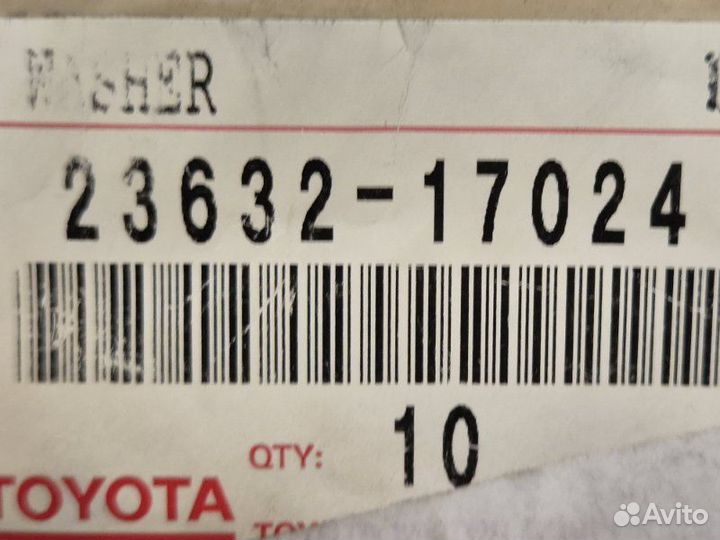 WASHER
23632-17024
QTY: 10
TOYOTA
Avito